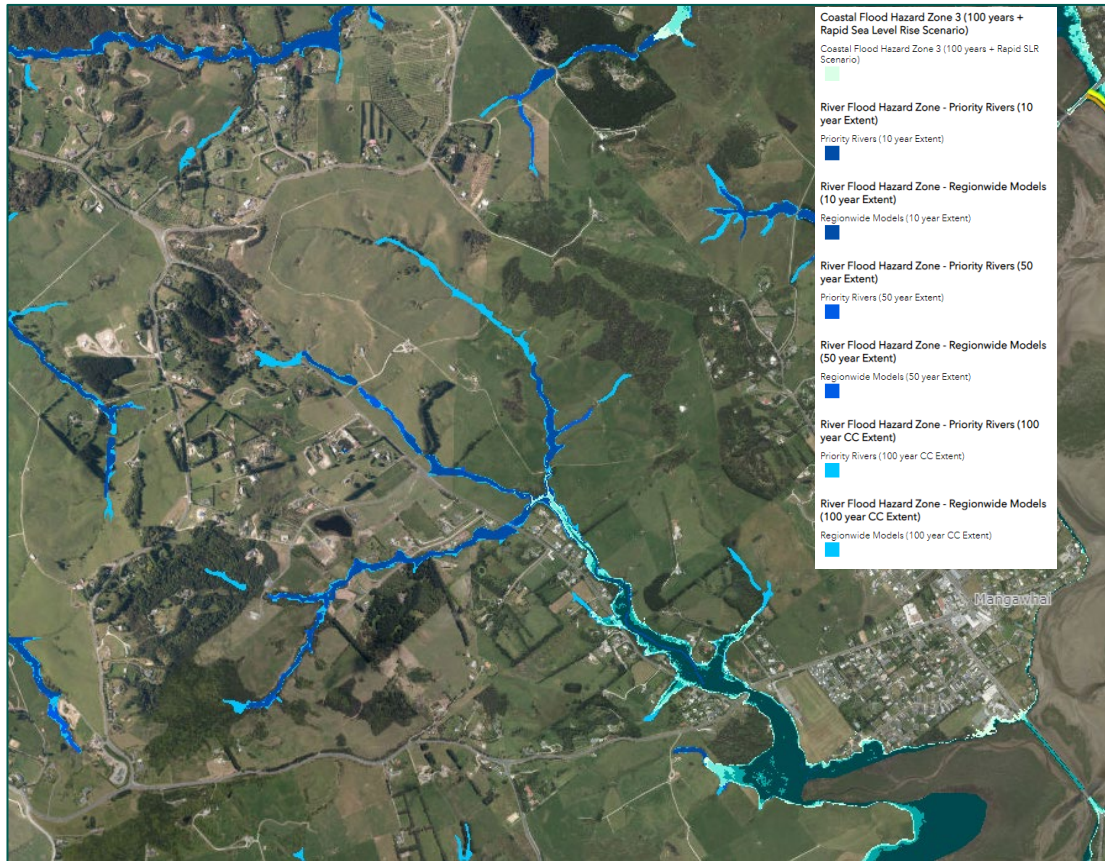 Coastal Flood Hazard Zone 3 (100 years +
Rapid Sea Level Rise Scenario)
Coastal Flood Hazard Zone 3 (100 years + Rapid SLR
Scenario)
River Flood Hazard Zone - Priority Rivers (10
year Extent)
Priority Rivers (10 year Extent)
River Flood Hazard Zone - Regionwide Models
(10 year Extent)
Regionwide Models (10 year Extent)
River Flood Hazard Zone - Priority Rivers (50
year Extent)
Priority Rivers (50 year Extent)
River Flood Hazard Zone - Regionwide Models
(50 year Extent)
Regionwide Models (50 year Extent)
River Flood Hazard Zone - Priority Rivers (100
year CC Extent)
Priority Rivers (100 year CC Extent)
River Flood Hazard Zone - Regionwide Models
(100 year CC Extent)
Regionwide Models (100 year CC Extent)
Mangawhai